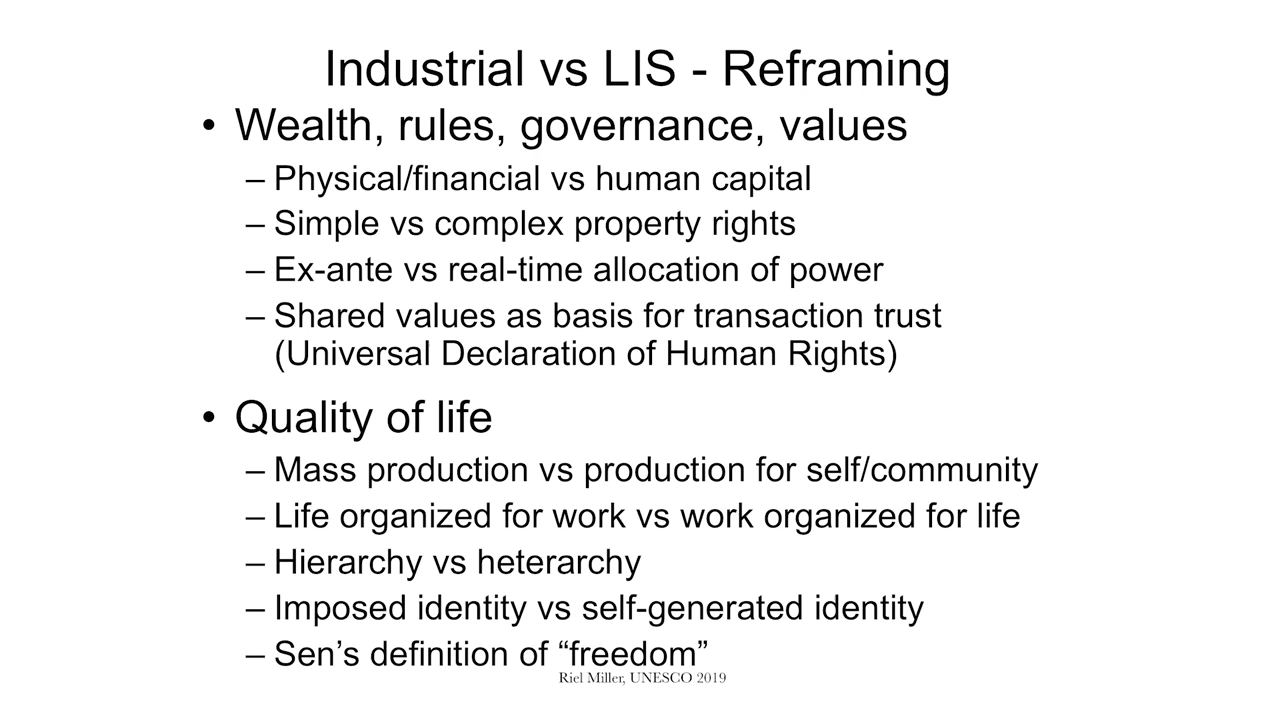 Industrial vs LIS - Reframing
• Wealth, rules, governance, values
– Physical/financial vs human capital
– Simple vs complex property rights
– Ex-ante vs real-time allocation of power
– Shared values as basis for transaction trust
(Universal Declaration of Human Rights)
• Quality of life
– Mass production vs production for self/community
– Life organized for work vs work organized for life
– Hierarchy vs heterarchy
– Imposed identity vs self-generated identity
– Sen’s definition of “freedom”
Riel Miller, UNESCO 2019